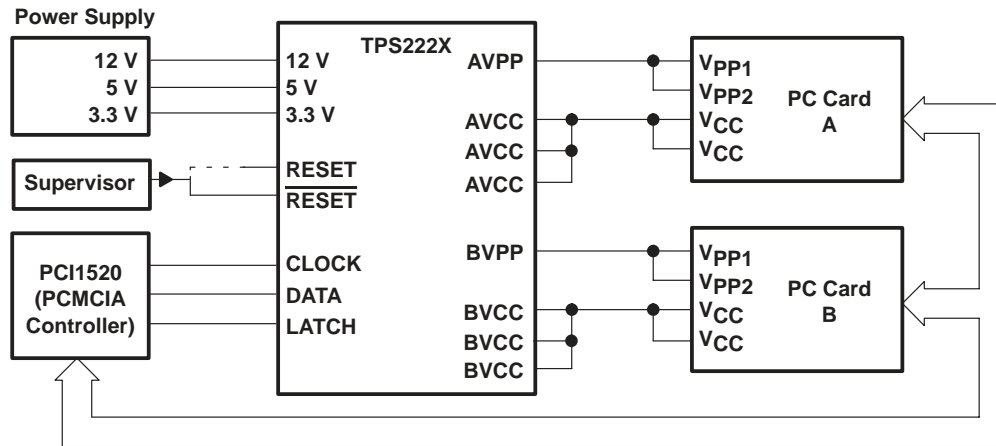 Power Supply
12 V
5 V
3.3 V
Supervisor
PCI1520
(PCMCIA
Controller)
TPS222X
12 V
5 V
3.3 V
RESET
RESET
CLOCK
DATA
LATCH
AVPP
AVCC
AVCC
AVCC
BVPP
BVCC
BVCC
BVCC
VPP1
VPP2
VCC
VCC
PC Card
A
VPP1
VPP2
VCC
VCC
PC Card
B